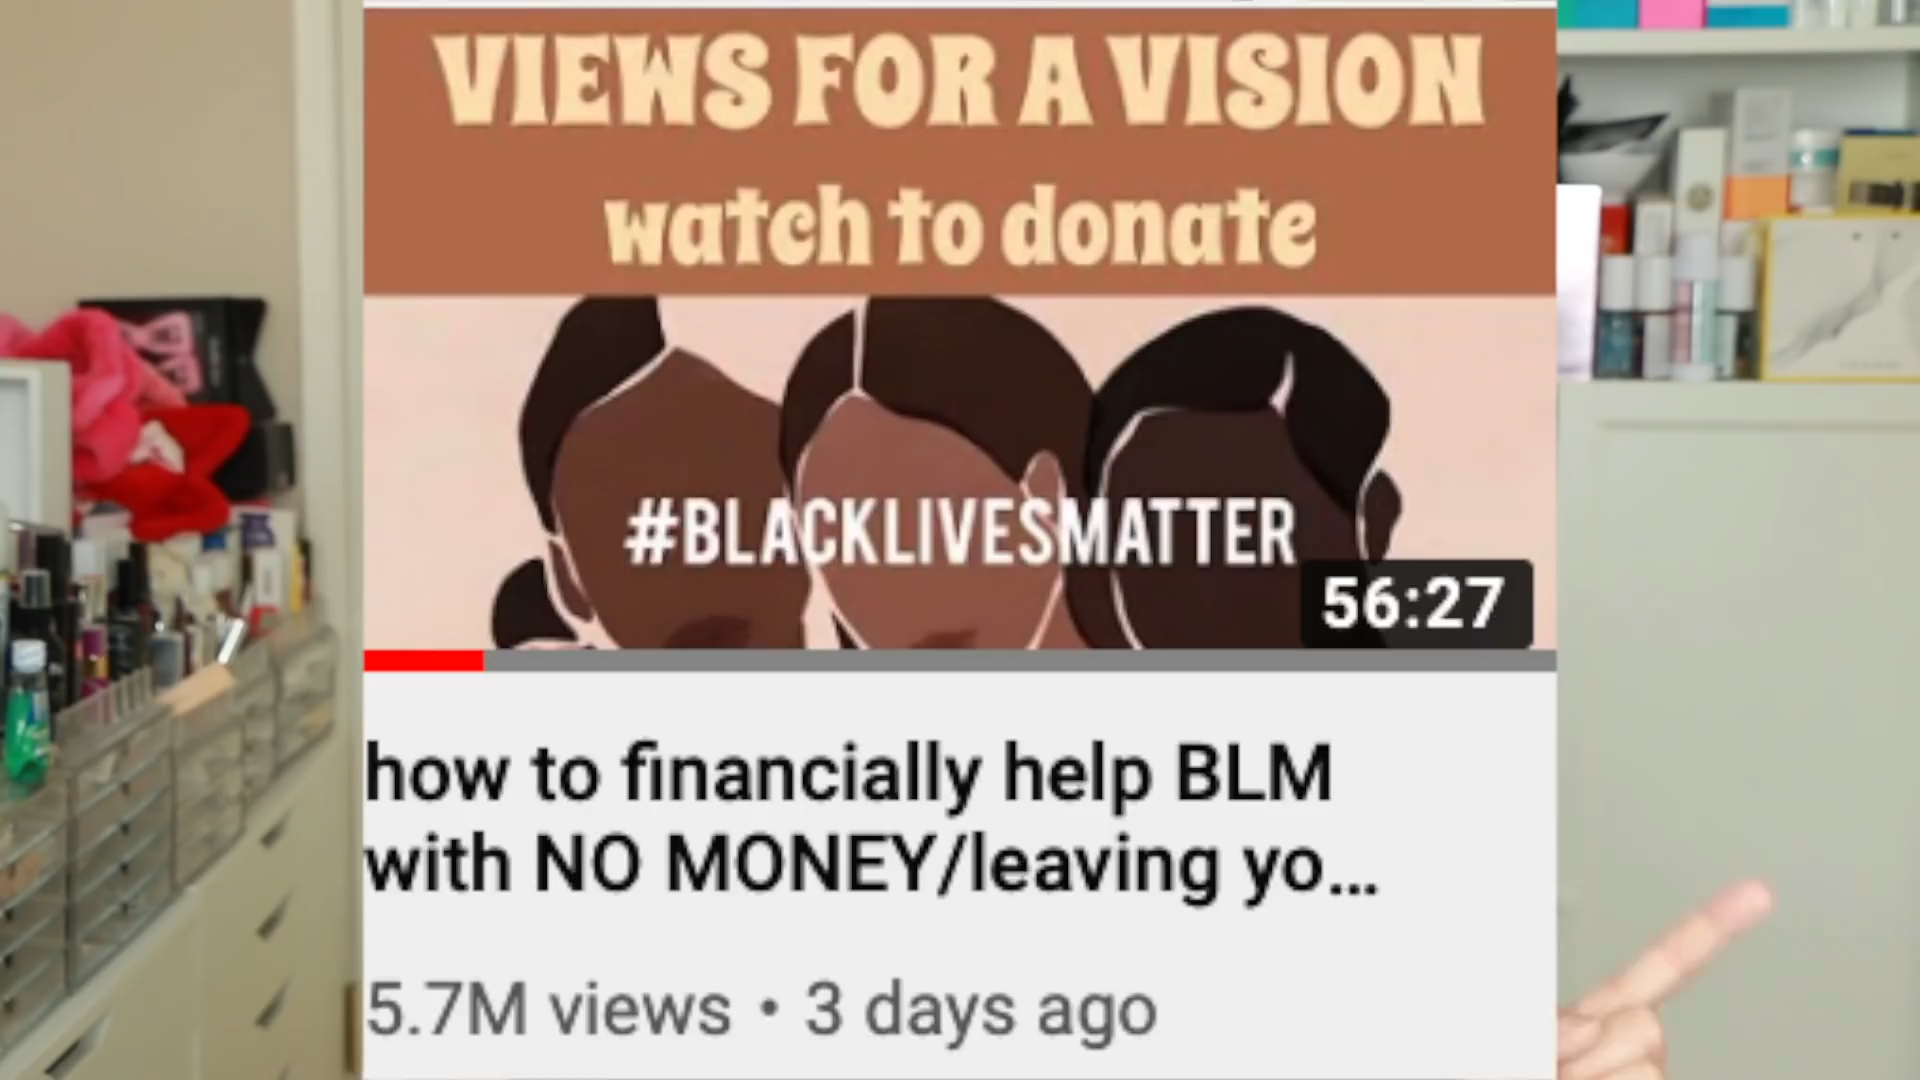 VIEWS FOR A VISION
watch to donate
#BLACKLIVESMATTER
56:27
how to financially help BLM
with NO MONEY/leaving yo...
5.7M views • 3 days ago